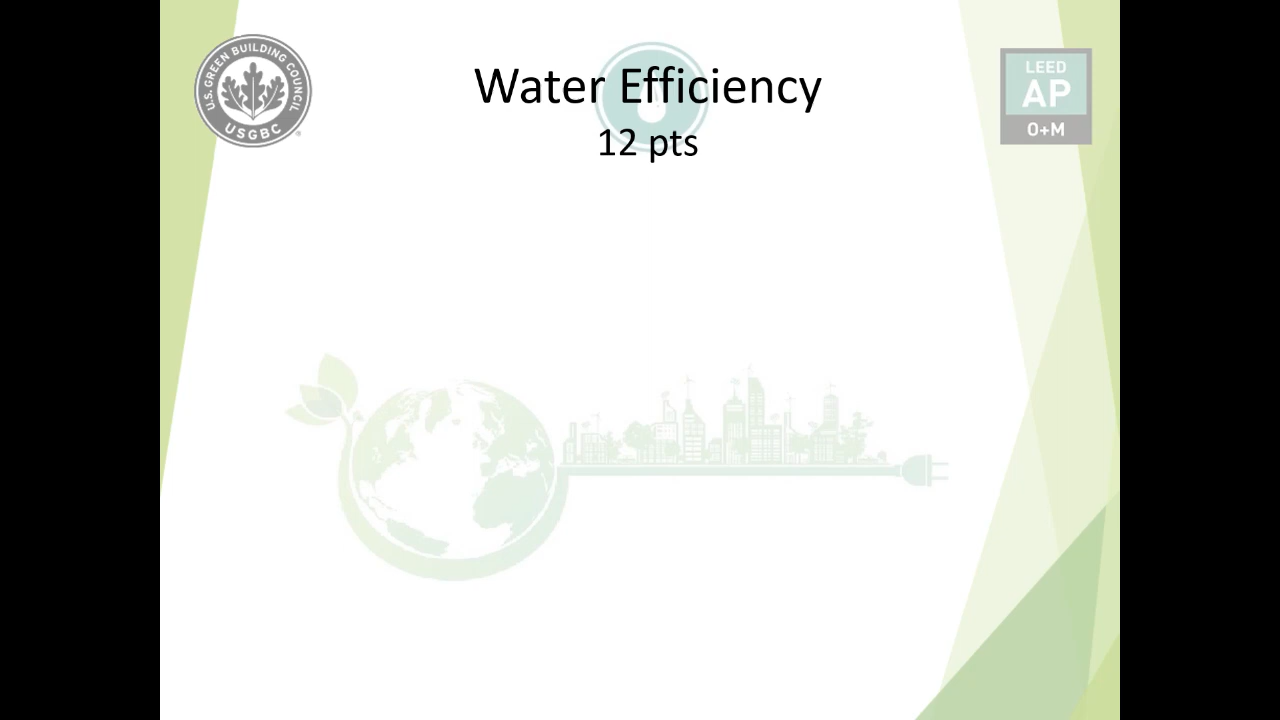 U.S. GREEN BUILDING COUNCIL
USGBC
Water Efficiency
12 pts
LEED
AP
O+M